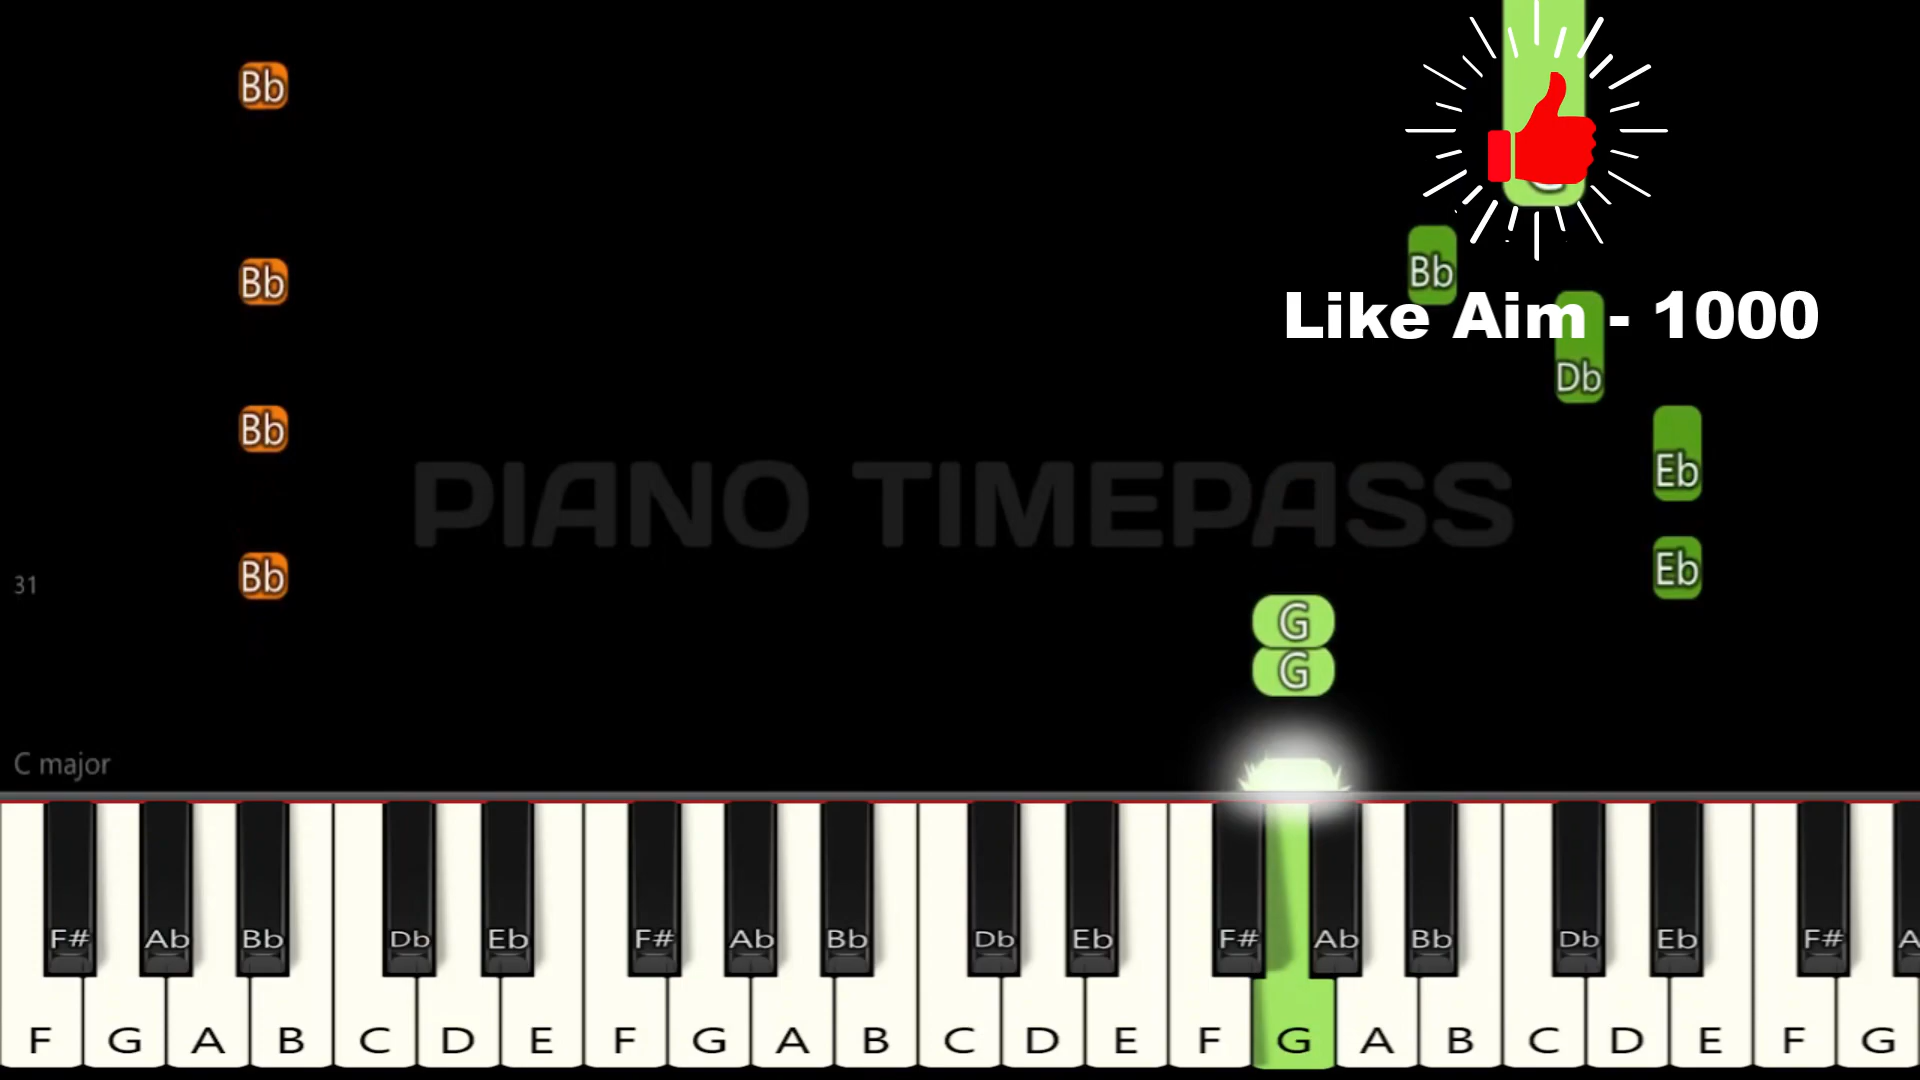 Bb
C
Bb
Bb
Like Aim - 1000
Db
Bb
Eb
PIANO TIMEPASS
Eb
31
Bb
G
G
C major
F# Ab Bb Db Eb F# Ab Bb Db Eb F# Ab Bb Db Eb F# A
F G A B C D E F G A B C D E F G A B C D E F G